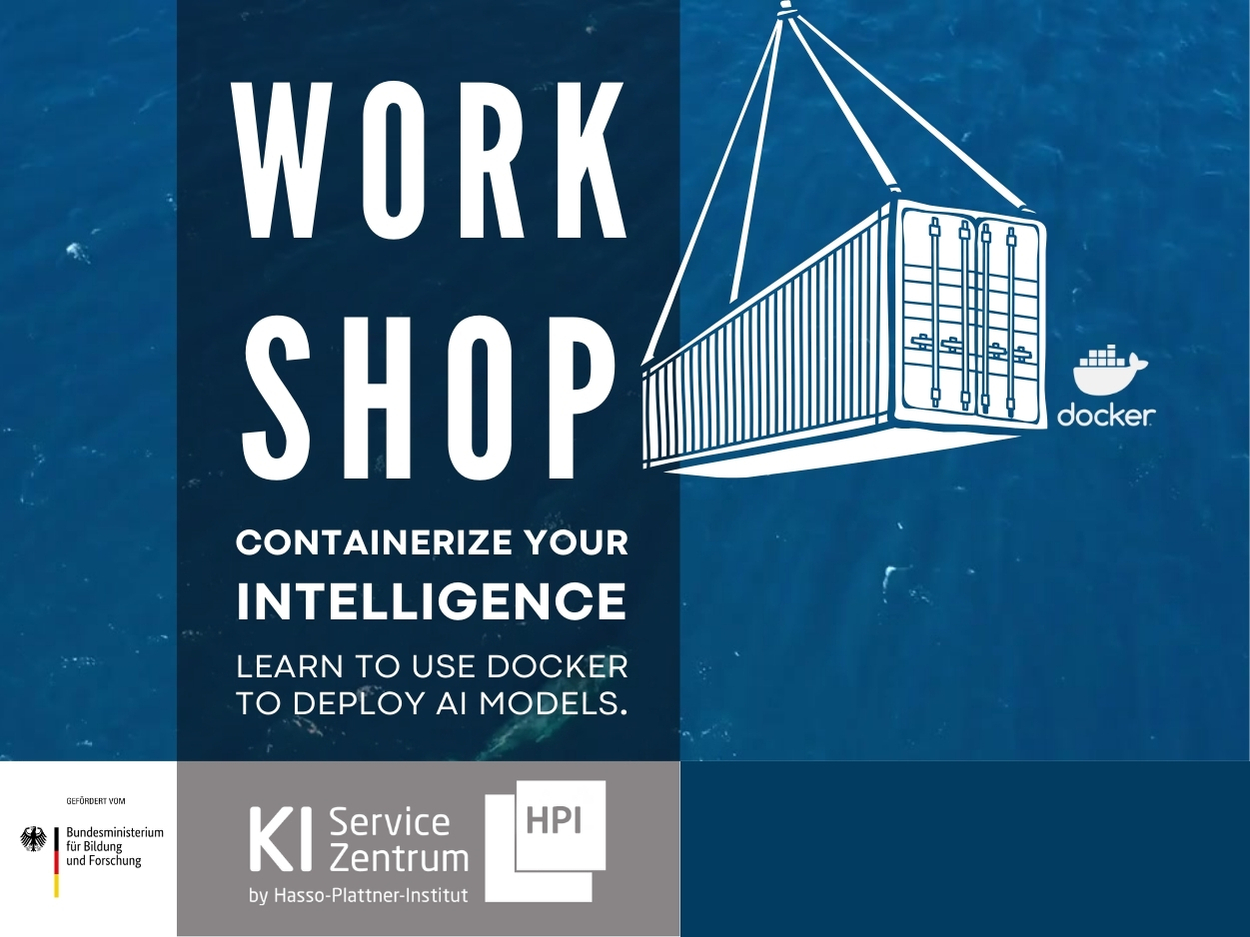 WORK
SHOP
docker
CONTAINERIZE YOUR
INTELLIGENCE
LEARN TO USE DOCKER
TO DEPLOY AI MODELS.
GEFÖRDERT VOM
Bundesministerium
für Bildung
und Forschung
KI Service
Zentrum
by Hasso-Plattner-Institut
HPI